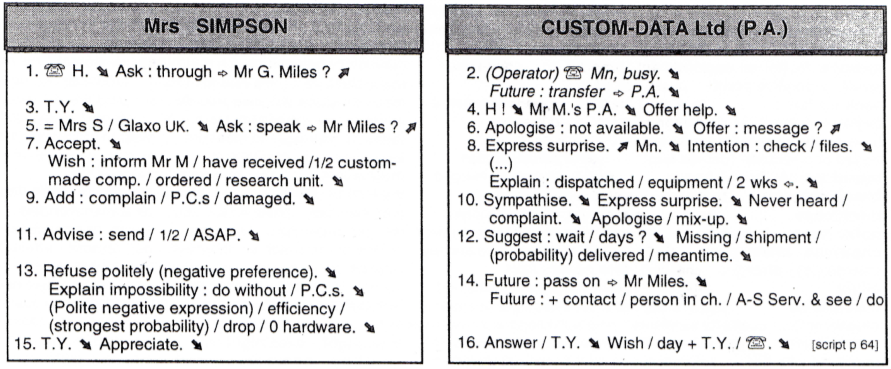 Mrs SIMPSON
1. ☎ H. ➘ Ask : through ⇨ Mr G. Miles ? ➚
3. T.Y. ➘
5. = Mrs S / Glaxo UK. ➘ Ask : speak ⇨ Mr Miles ? ➚
7. Accept. ➘
Wish : inform Mr M / have received /1/2 custom-
made comp. / ordered / research unit. ➘
9. Add : complain / P.C.s / damaged. ➘
11. Advise : send / 1/2 / ASAP. ➘
13. Refuse politely (negative preference). ➘
Explain impossibility : do without / P.C.s. ➘
(Polite negative expression) / efficiency /
(strongest probability) / drop / 0 hardware. ➘
15. T.Y. ➘ Appreciate. ➘
CUSTOM-DATA Ltd (P.A.)
2. (Operator) ☎ Mn, busy. ➘
Future : transfer ⇨ P.A. ➘
4. H ! ➘ Mr M.'s P.A. ➘ Offer help. ➘
6. Apologise : not available. ➘ Offer : message ? ➚
8. Express surprise. ➚ Mn. ➘ Intention : check / files. ➘
(...)
Explain : dispatched / equipment / 2 wks ⇦. ➘
10. Sympathise. ➘ Express surprise. ➘ Never heard /
complaint. ➘ Apologise / mix-up. ➘
12. Suggest : wait / days ? ➘ Missing / shipment /
(probability) / delivered / meantime. ➘
14. Future : pass on ⇨ Mr Miles. ➘
Future : + contact / person in ch. / A-S Serv. & see / do
16. Answer / T.Y. ➘ Wish / day + T.Y. / ☎. ➘ [script p 64]